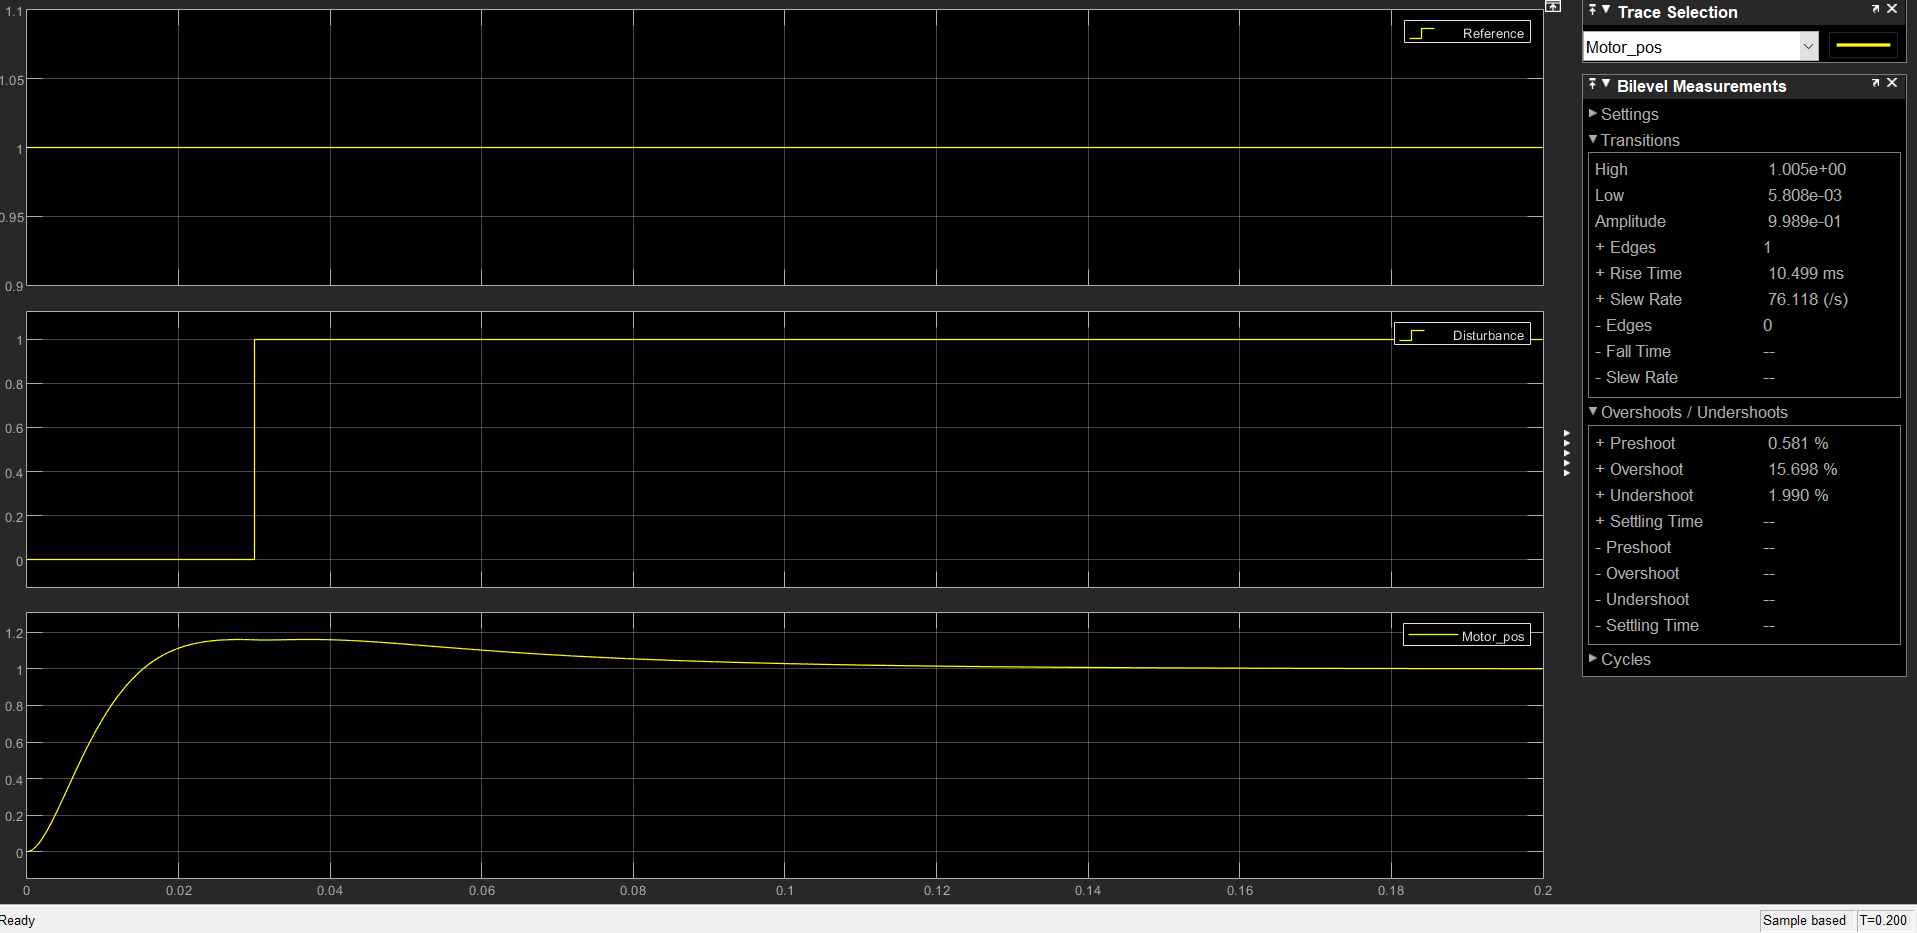 1.1
1.05
1
0.95
0.9
Reference
1
0.8
0.6
0.4
0.2
0
Disturbance
1.2
1
0.8
0.6
0.4
0.2
0
Motor_pos
0
0.02
0.04
0.06
0.08
0.1
0.12
0.14
0.16
0.18
0.2
Trace Selection
Motor_pos
Bilevel Measurements
Settings
Transitions
High 1.005e+00
Low 5.808e-03
Amplitude 9.989e-01
+ Edges 1
+ Rise Time 10.499 ms
+ Slew Rate 76.118 (/s)
- Edges 0
- Fall Time --
- Slew Rate --
Overshoots / Undershoots
+ Preshoot 0.581 %
+ Overshoot 15.698 %
+ Undershoot 1.990 %
+ Settling Time --
- Preshoot --
- Overshoot --
- Undershoot --
- Settling Time --
Cycles
Ready
Sample based
T=0.200